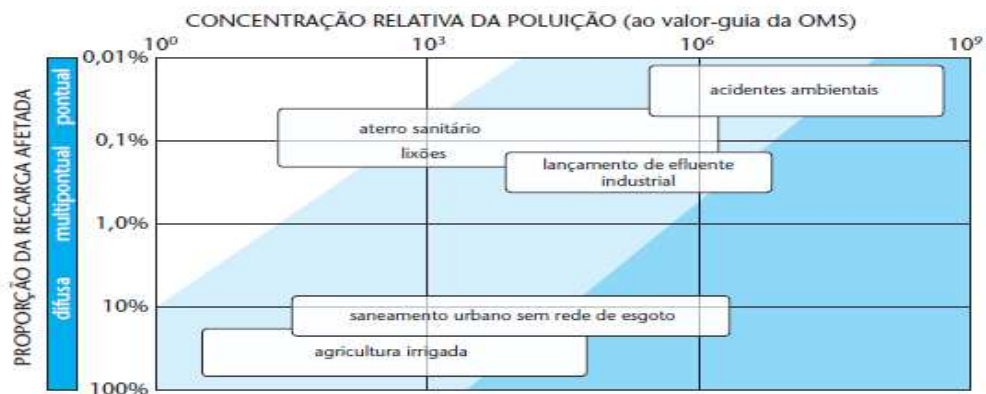 CONCENTRAÇÃO RELATIVA DA POLUIÇÃO (ao valor-guia da OMS)
10⁰ 10³ 10⁶ 10⁹
PROPORÇÃO DA RECARGA AFETADA
pontual
multipontual
difusa
0,01%
0,1%
1,0%
10%
100%
acidentes ambientais
aterro sanitário
lixões
lançamento de efluente
industrial
saneamento urbano sem rede de esgoto
agricultura irrigada